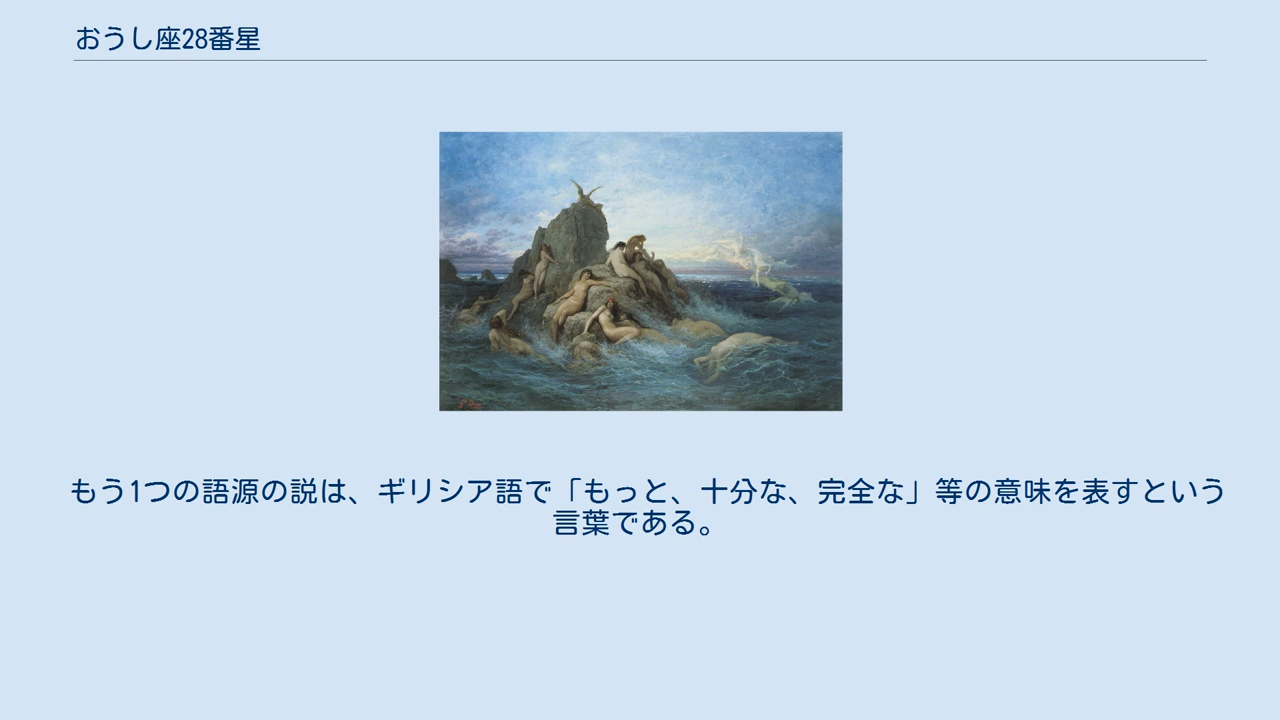 おうし座28番星
もう1つの語源の説は、ギリシア語で「もっと、十分な、完全な」等の意味を表すという
言葉である。